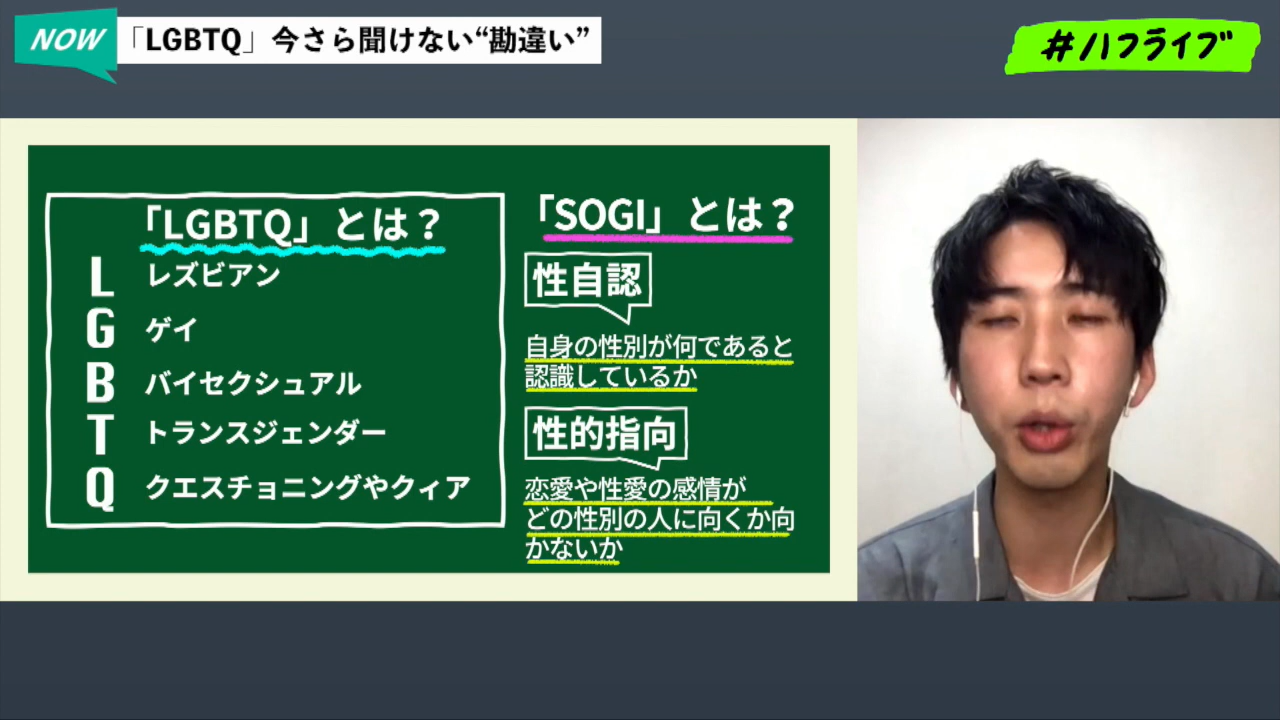 NOW
「LGBTQ」今さら聞けない“勘違い”
#ハフライブ
「LGBTQ」とは？
L レズビアン
G ゲイ
B バイセクシュアル
T トランスジェンダー
Q クエスチョニングやクィア
「SOGI」とは？
性自認
自身の性別が何であると
認識しているか
性的指向
恋愛や性愛の感情が
どの性別の人に向くか向
かないか